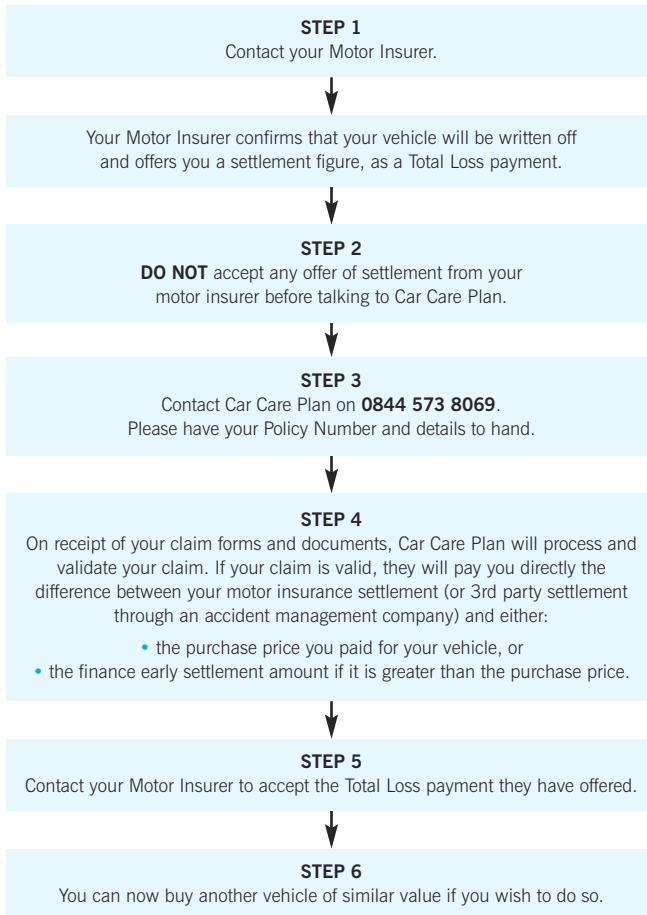 STEP 1
Contact your Motor Insurer.
Your Motor Insurer confirms that your vehicle will be written off
and offers you a settlement figure, as a Total Loss payment.
STEP 2
DO NOT accept any offer of settlement from your
motor insurer before talking to Car Care Plan.
STEP 3
Contact Car Care Plan on 0844 573 8069.
Please have your Policy Number and details to hand.
STEP 4
On receipt of your claim forms and documents, Car Care Plan will process and
validate your claim. If your claim is valid, they will pay you directly the
difference between your motor insurance settlement (or 3rd party settlement
through an accident management company) and either:
• the purchase price you paid for your vehicle, or
• the finance early settlement amount if it is greater than the purchase price.
STEP 5
Contact your Motor Insurer to accept the Total Loss payment they have offered.
STEP 6
You can now buy another vehicle of similar value if you wish to do so.